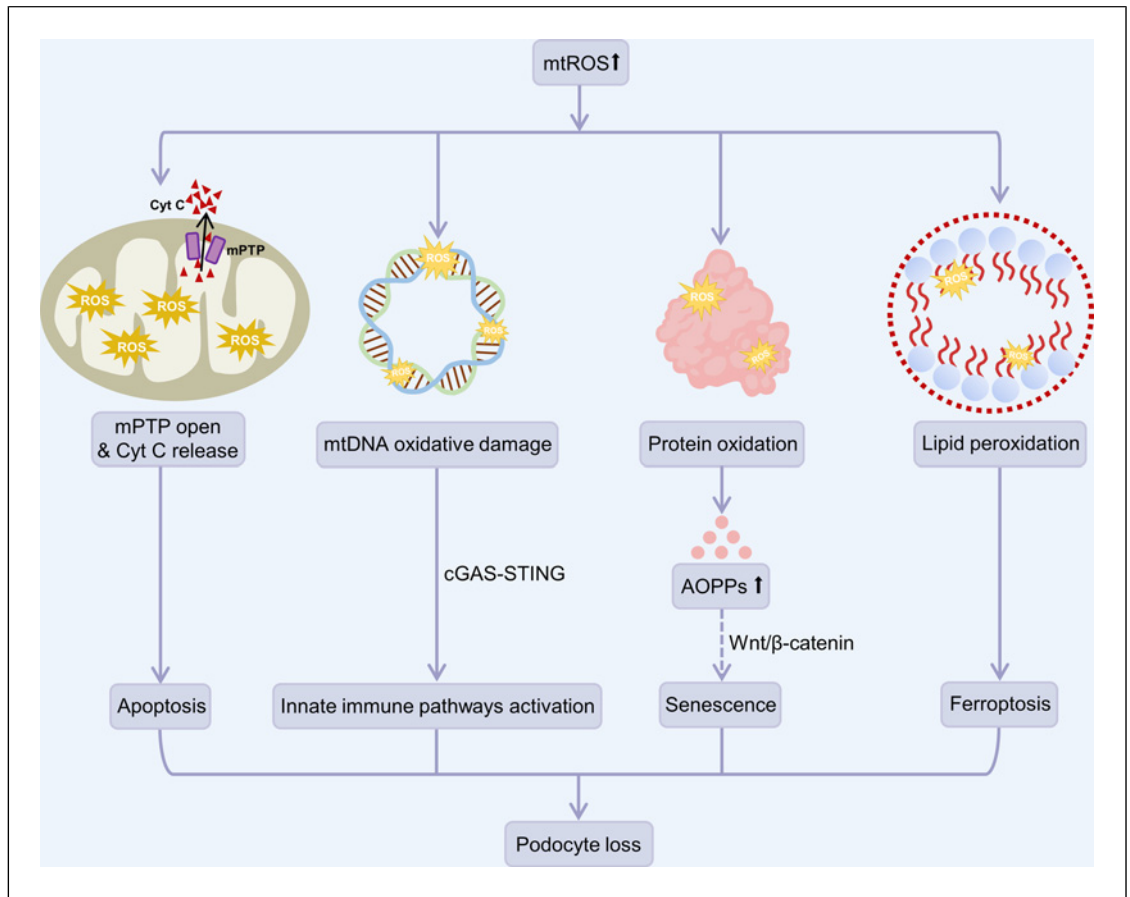 mtROS⬆
Cyt C
mPTP
ROS
ROS
ROS
ROS
ROS
ROS
ROS
ROS
ROS
ROS
ROS
mPTP open
& Cyt C release
mtDNA oxidative damage
Protein oxidation
Lipid peroxidation
cGAS-STING
AOPPs⬆
Wnt/β-catenin
Apoptosis
Innate immune pathways activation
Senescence
Ferroptosis
Podocyte loss